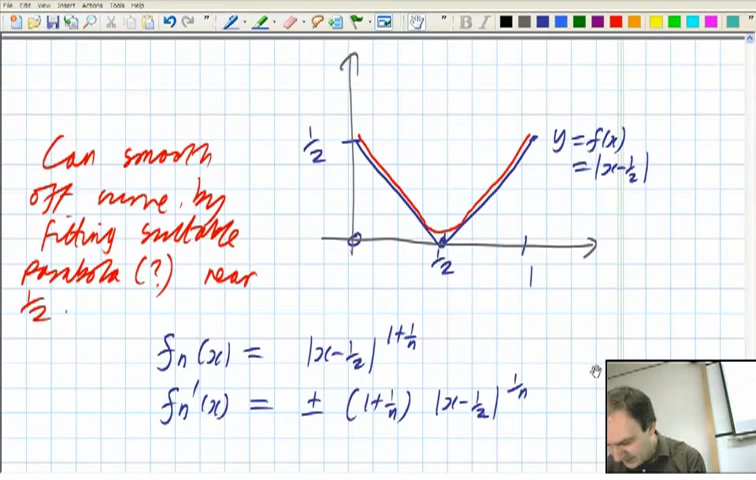 File Edit View Insert Actions Tools Help
1/2
y = f(x)
= |x-1/2|
Can smooth
off curve by
fitting suitable
parabola (?) near
1/2.
1/2
1
fn(x) = |x-1/2|^(1+1/n)
fn'(x) = ± (1+1/n) |x-1/2|^(1/n)